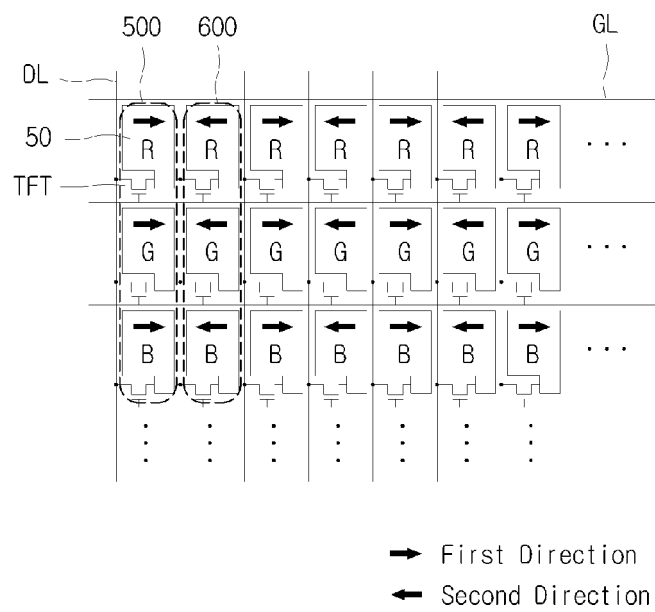 500 600
DL GL
50 R R R R R R R . . .
TFT
G G G G G G G . . .
B B B B B B B . . .
First Direction
Second Direction